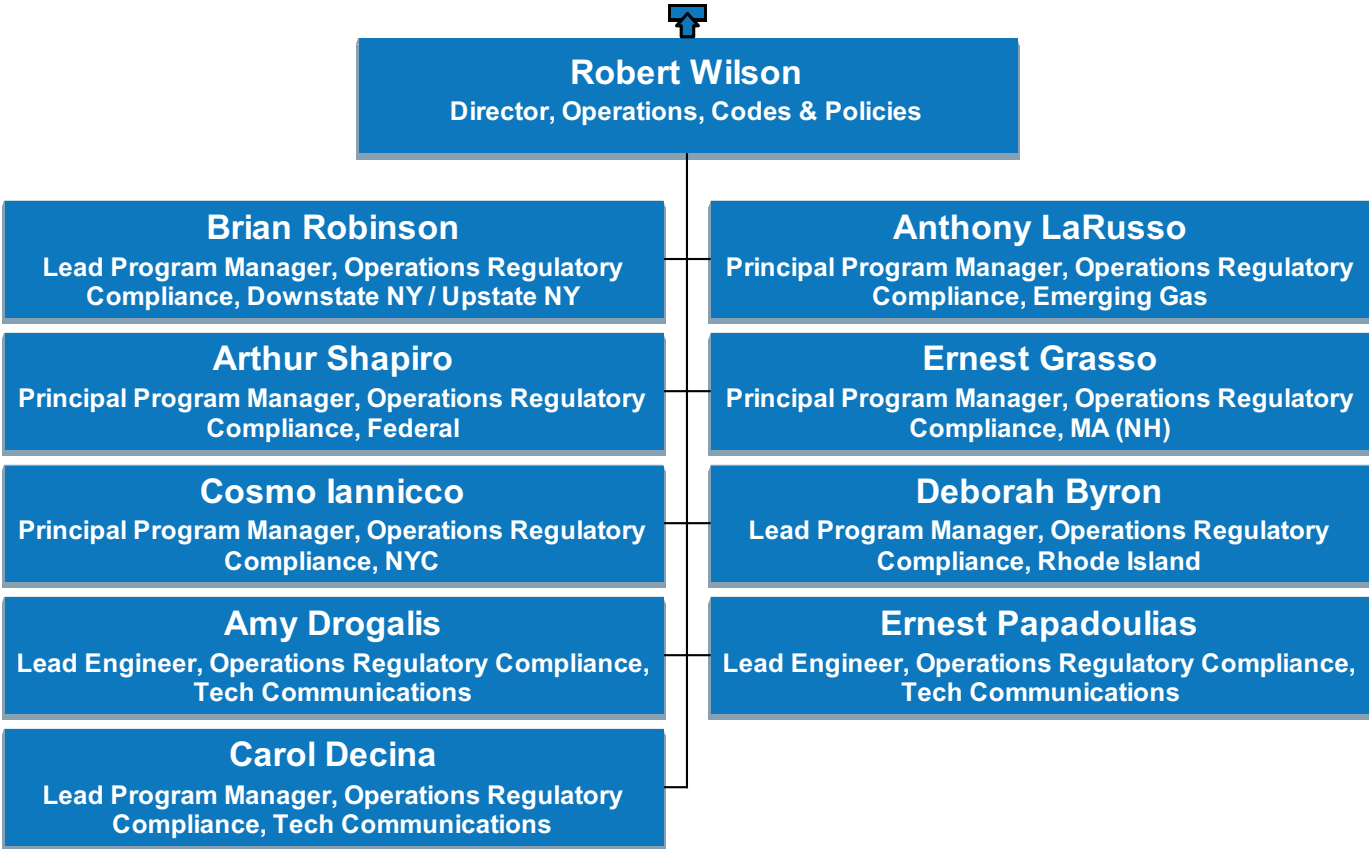 Robert Wilson
Director, Operations, Codes & Policies
Brian Robinson
Lead Program Manager, Operations Regulatory
Compliance, Downstate NY / Upstate NY
Anthony LaRusso
Principal Program Manager, Operations Regulatory
Compliance, Emerging Gas
Arthur Shapiro
Principal Program Manager, Operations Regulatory
Compliance, Federal
Ernest Grasso
Principal Program Manager, Operations Regulatory
Compliance, MA (NH)
Cosmo Iannicco
Principal Program Manager, Operations Regulatory
Compliance, NYC
Deborah Byron
Lead Program Manager, Operations Regulatory
Compliance, Rhode Island
Amy Drogalis
Lead Engineer, Operations Regulatory Compliance,
Tech Communications
Ernest Papadoulias
Lead Engineer, Operations Regulatory Compliance,
Tech Communications
Carol Decina
Lead Program Manager, Operations Regulatory
Compliance, Tech Communications